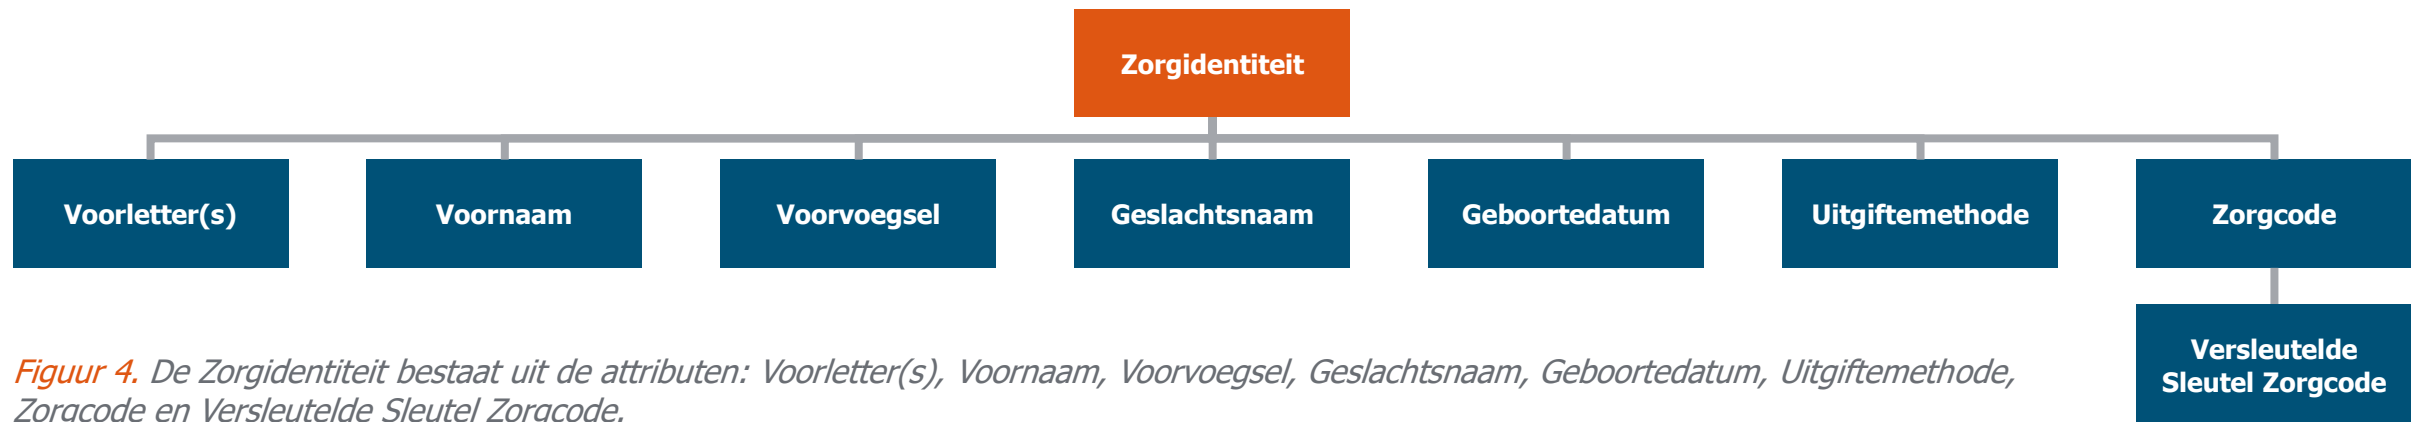 Zorgidentiteit
Voorletter(s)
Voornaam
Voorvoegsel
Geslachtsnaam
Geboortedatum
Uitgiftemethode
Zorgcode
Versleutelde
Sleutel Zorgcode
Figuur 4. De Zorgidentiteit bestaat uit de attributen: Voorletter(s), Voornaam, Voorvoegsel, Geslachtsnaam, Geboortedatum, Uitgiftemethode,
Zorgcode en Versleutelde Sleutel Zorgcode.